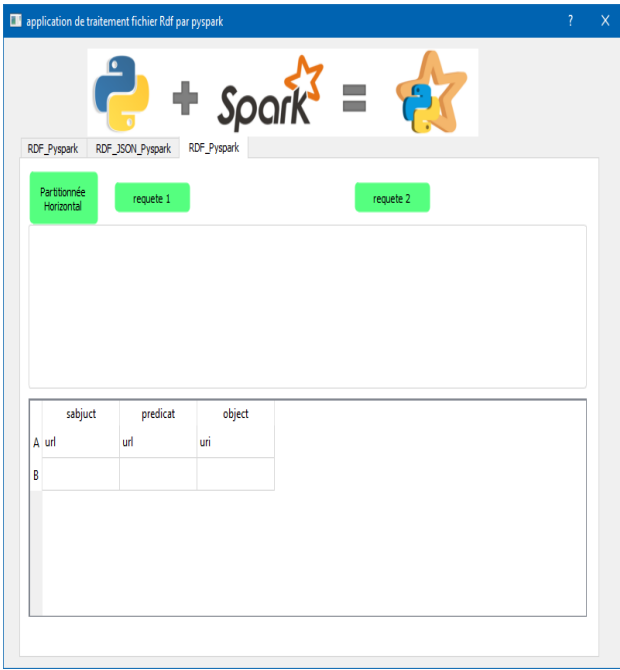 application de traitement fichier Rdf par pyspark ? X
Spark
RDF_Pyspark RDF_JSON_Pyspark RDF_Pyspark
Partitionnée
Horizontal
requete 1
requete 2
sabjuct predicat object
A url url uri
B